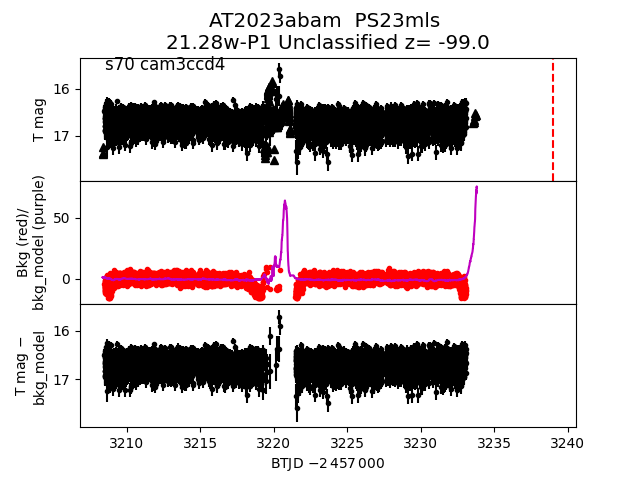 AT2023abam PS23mls
21.28w-P1 Unclassified z= -99.0
s70 cam3ccd4
T mag
16
17
Bkg (red)/
bkg_model (purple)
50
0
T mag −
bkg_model
16
17
3210 3215 3220 3225 3230 3235 3240
BTJD −2 457 000